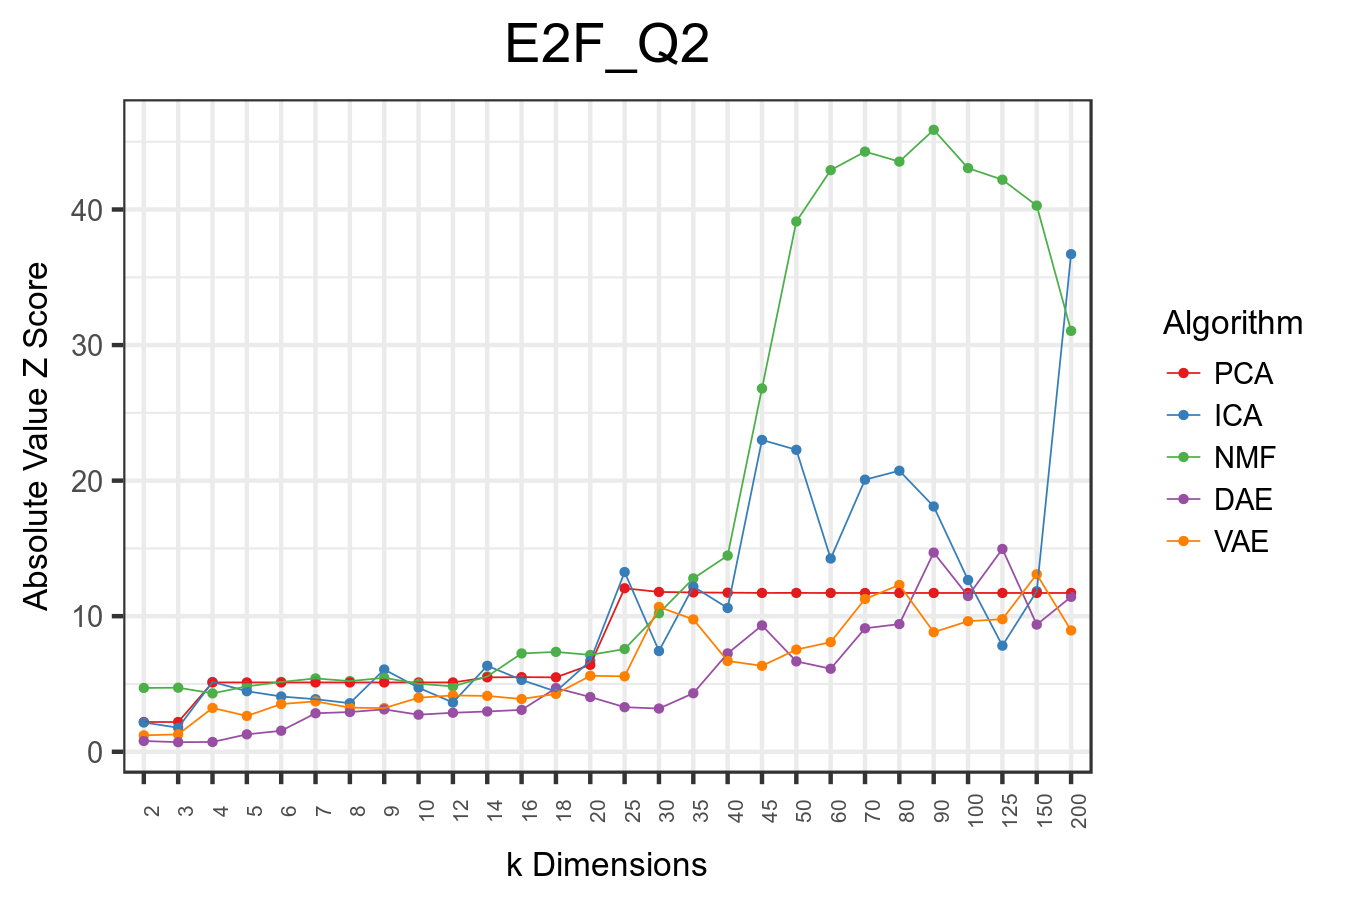 E2F_Q2
Absolute Value Z Score
40
30
20
10
0
2 3 4 5 6 7 8 9 10 12 14 16 18 20 25 30 35 40 45 50 60 70 80 90 100 125 150 200
k Dimensions
Algorithm
PCA
ICA
NMF
DAE
VAE